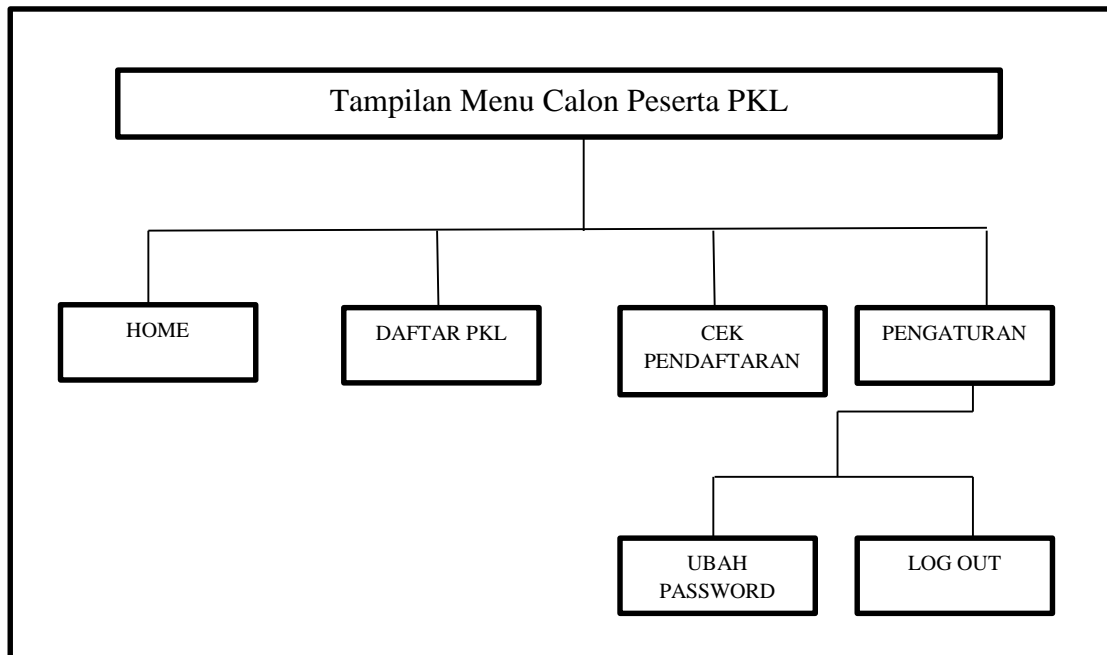 Tampilan Menu Calon Peserta PKL
HOME
DAFTAR PKL
CEK
PENDAFTARAN
PENGATURAN
UBAH
PASSWORD
LOG OUT